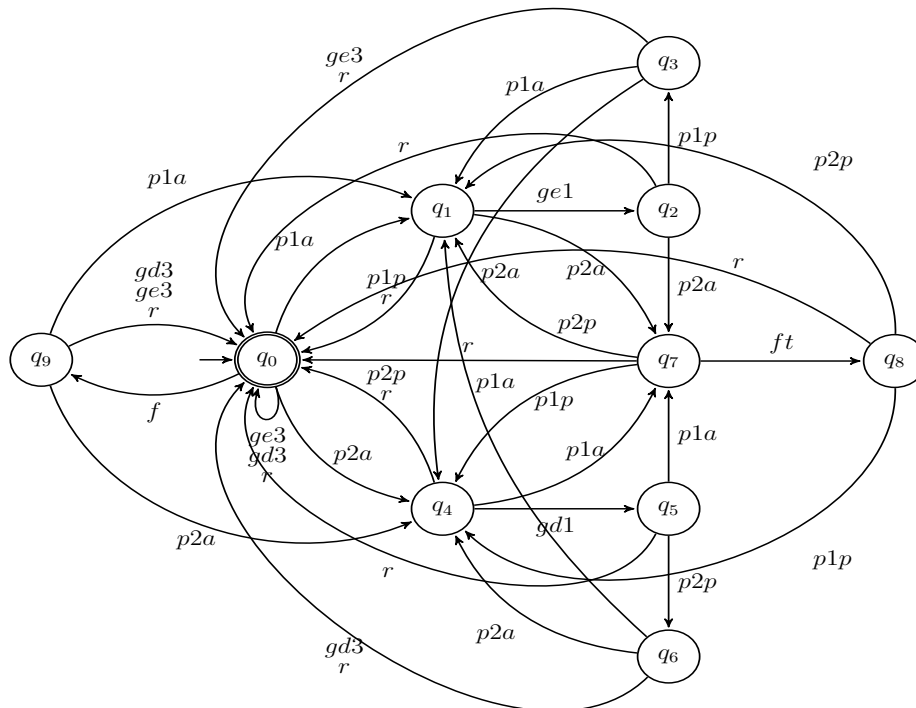 ge3
r
q3
p1a
p1p
r
p2p
p1a
q1
ge1
q2
p1a
gd3
ge3
r
p1p
r
p2a
p2a
p2a
r
p2p
q9
q0
q7
ft
q8
f
p2p
r
r
p1a
p1p
ge3
gd3
r
p2a
p1a
p1a
q4
gd1
q5
p2a
r
p1p
p2p
p2a
gd3
r
q6